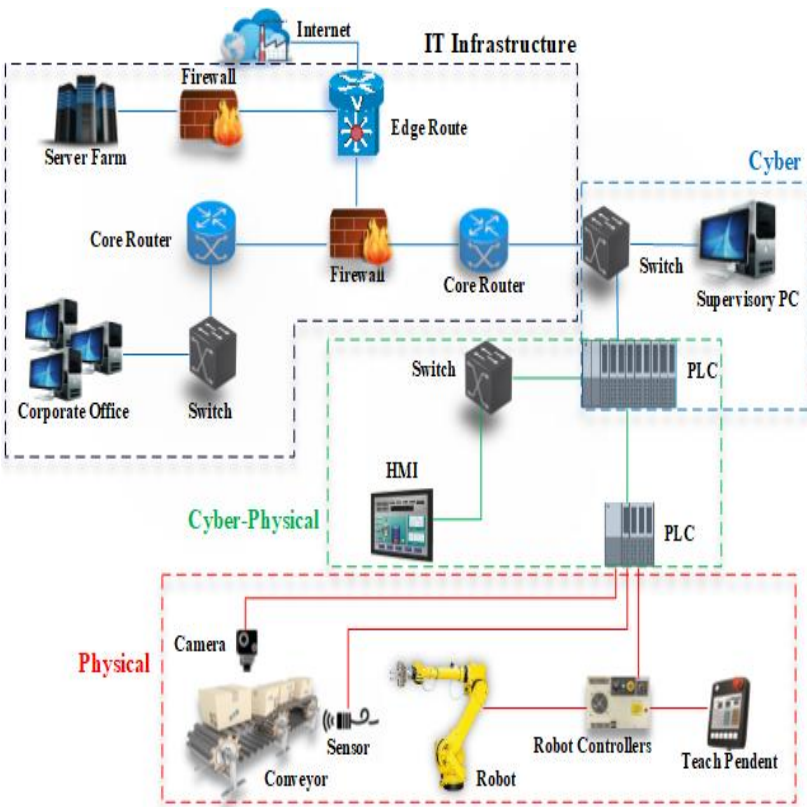 Internet
IT Infrastructure
Firewall
Edge Route
Server Farm
Cyber
Core Router
Firewall
Core Router
Switch
Supervisory PC
Corporate Office
Switch
Switch
PLC
HMI
Cyber-Physical
PLC
Camera
Physical
Sensor
Conveyor
Robot
Robot Controllers
Teach Pendent